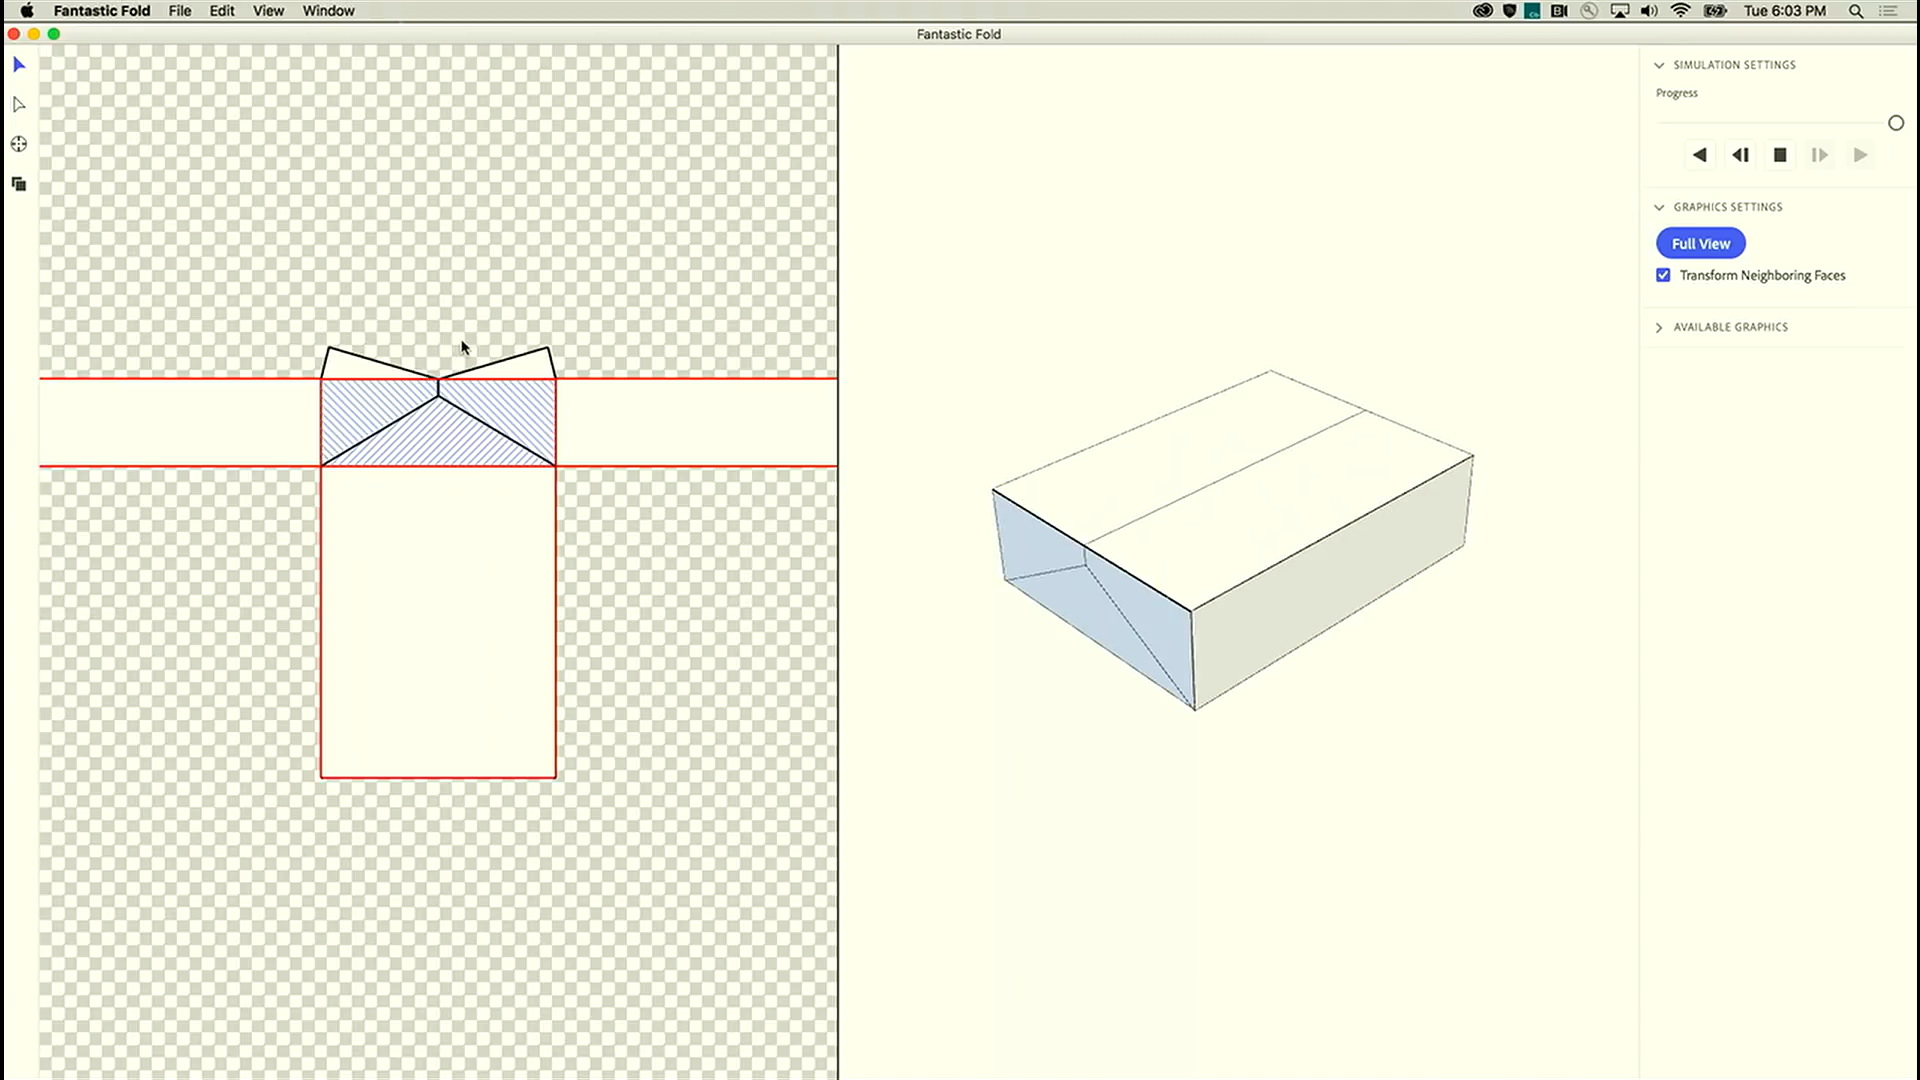 Fantastic Fold File Edit View Window Tue 6:03 PM
Fantastic Fold
SIMULATION SETTINGS
Progress
GRAPHICS SETTINGS
Full View
Transform Neighboring Faces
AVAILABLE GRAPHICS